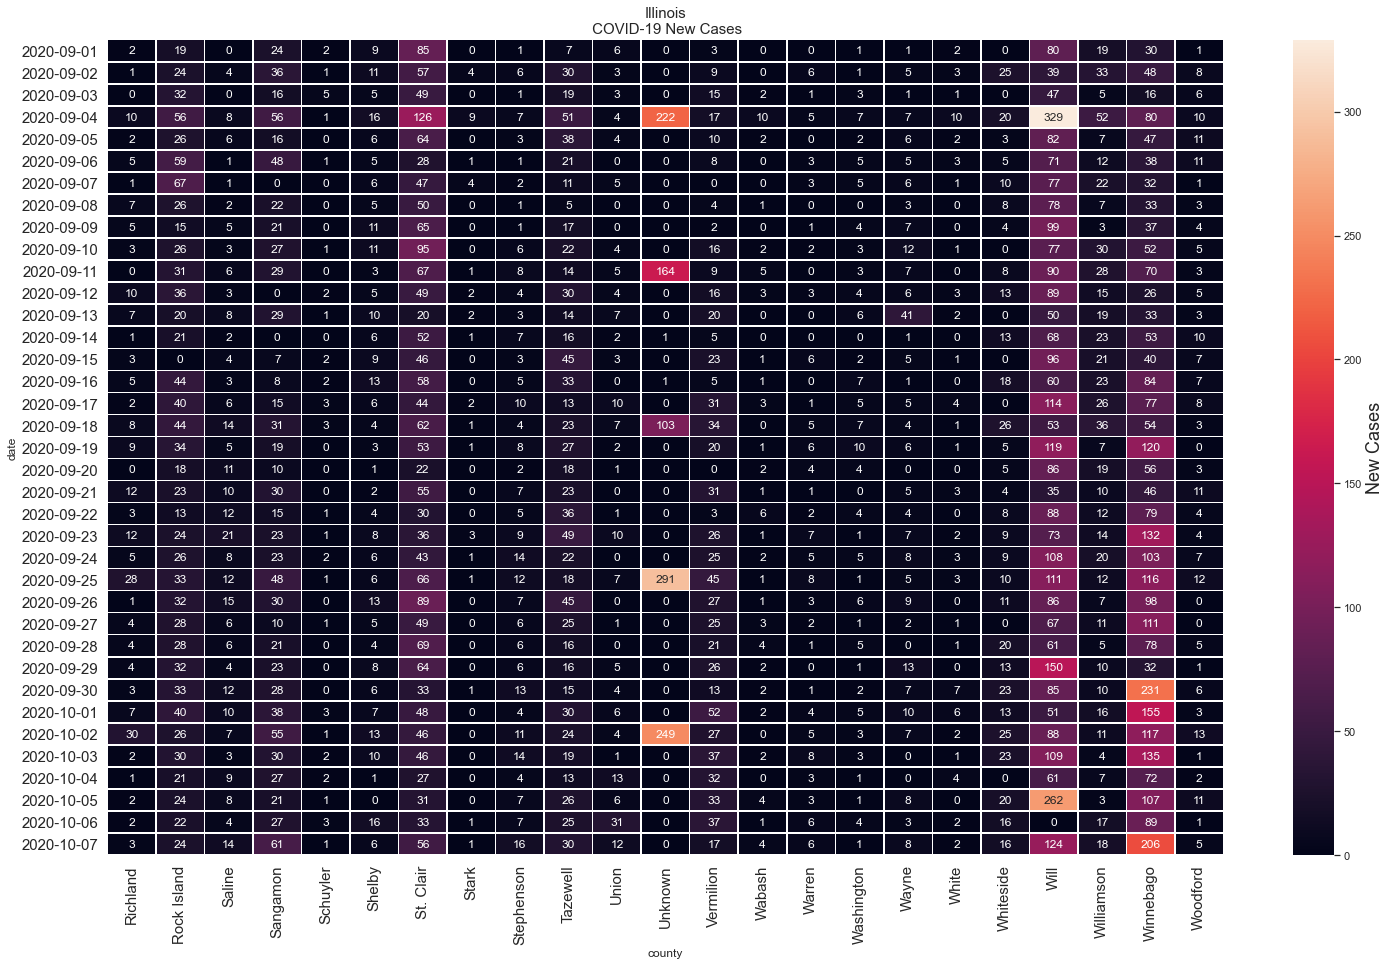 Illinois
COVID-19 New Cases
2020-09-01 2 19 0 24 2 9 85 0 1 7 6 0 3 0 0 1 1 2 0 80 19 30 1
2020-09-02 1 24 4 36 1 11 57 4 6 30 3 0 9 0 6 1 5 3 25 39 33 48 8
2020-09-03 0 32 0 16 5 5 49 0 1 19 3 0 15 2 1 3 1 1 0 47 5 16 6
2020-09-04 10 56 8 56 1 16 126 9 7 51 4 222 17 10 5 7 7 10 20 329 52 80 10
2020-09-05 2 26 6 16 0 6 64 0 3 38 4 0 10 2 0 2 6 2 3 82 7 47 11
2020-09-06 5 59 1 48 1 5 28 1 1 21 0 0 8 0 3 5 5 3 5 71 12 38 11
2020-09-07 1 67 1 0 0 6 47 4 2 11 5 0 0 0 3 5 6 1 10 77 22 32 1
2020-09-08 7 26 2 22 0 5 50 0 1 5 0 0 4 1 0 0 3 0 8 78 7 33 3
2020-09-09 5 15 5 21 0 11 65 0 1 17 0 0 2 0 1 4 7 0 4 99 3 37 4
2020-09-10 3 26 3 27 1 11 95 0 6 22 4 0 16 2 2 3 12 1 0 77 30 52 5
2020-09-11 0 31 6 29 0 3 67 1 8 14 5 164 9 5 0 3 7 0 8 90 28 70 3
2020-09-12 10 36 3 0 2 5 49 2 4 30 4 0 16 3 3 4 6 3 13 89 15 26 5
2020-09-13 7 20 8 29 1 10 20 2 3 14 7 0 20 0 0 6 41 2 0 50 19 33 3
2020-09-14 1 21 2 0 0 6 52 1 7 16 2 1 5 0 0 0 1 0 13 68 23 53 10
2020-09-15 3 0 4 7 2 9 46 0 7 45 3 0 23 1 6 2 5 1 0 96 21 40 7
2020-09-16 5 44 3 8 2 13 58 0 5 33 0 1 5 1 0 7 1 0 18 60 23 84 7
2020-09-17 2 40 6 15 3 6 44 2 10 13 10 0 31 3 1 5 5 4 0 114 26 77 8
2020-09-18 8 44 14 31 3 4 62 1 4 23 7 103 34 0 5 7 4 1 26 53 36 54 3
2020-09-19 9 34 5 19 0 3 53 1 8 27 2 0 20 1 6 10 6 1 5 119 7 120 0
2020-09-20 0 18 11 10 0 1 22 0 2 18 1 0 0 2 4 4 0 0 5 86 19 56 3
2020-09-21 12 23 10 30 0 2 55 0 7 23 0 0 31 1 1 0 5 3 4 35 10 46 11
2020-09-22 3 13 12 15 1 4 30 0 5 36 1 0 3 6 2 4 4 0 8 88 12 79 4
2020-09-23 12 24 21 23 1 8 36 3 9 49 10 0 26 1 7 1 7 2 9 73 14 132 4
2020-09-24 5 26 8 23 2 6 43 1 14 22 0 0 25 2 5 5 8 3 9 108 20 103 7
2020-09-25 28 33 12 48 1 6 66 1 12 18 7 291 45 1 8 1 5 3 10 111 12 116 12
2020-09-26 1 32 15 30 0 13 89 0 7 45 0 0 27 1 3 6 9 0 11 86 7 98 0
2020-09-27 4 28 6 10 1 5 49 0 6 25 1 0 25 3 2 1 2 1 0 67 11 111 0
2020-09-28 4 28 6 21 0 4 69 0 6 16 0 0 21 4 1 5 0 1 20 61 5 78 5
2020-09-29 4 32 4 23 0 8 64 0 6 16 5 0 26 2 0 1 13 0 13 150 10 32 1
2020-09-30 3 33 12 28 0 6 33 1 13 15 4 0 13 2 1 2 7 7 23 85 10 231 6
2020-10-01 7 40 10 38 3 7 48 0 4 30 6 0 52 2 4 5 10 6 13 51 16 155 3
2020-10-02 30 26 7 55 1 13 46 0 11 24 4 249 27 0 5 3 7 2 25 88 11 117 13
2020-10-03 2 30 3 30 2 10 46 0 14 19 1 0 37 2 8 3 0 1 23 109 4 135 1
2020-10-04 1 21 9 27 2 1 27 0 4 13 13 0 32 0 3 1 0 4 0 61 7 72 2
2020-10-05 2 24 8 21 1 0 31 0 7 26 6 0 33 4 3 1 8 0 20 262 3 107 11
2020-10-06 2 22 4 27 3 16 33 1 7 25 31 0 37 1 6 4 3 2 16 0 17 89 1
2020-10-07 3 24 14 61 1 6 56 1 16 30 12 0 17 4 6 1 8 2 16 124 18 206 5
Richland Rock Island Saline Sangamon Schuyler Shelby St. Clair Stark Stephenson Tazewell Union Unknown Vermilion Wabash Warren Washington Wayne White Whiteside Will Williamson Winnebago Woodford
county
date
300
250
200
150
100
50
0
New Cases